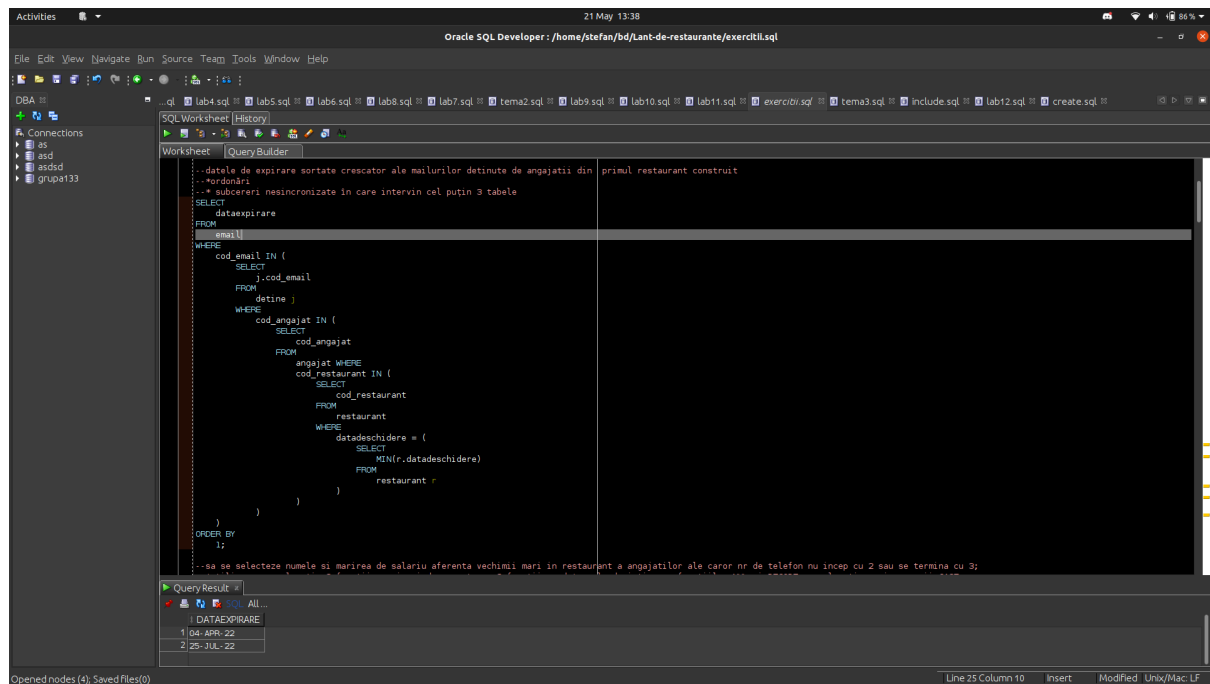 Activities
21 May 13:38
86 %
Oracle SQL Developer : /home/stefan/bd/Lant-de-restaurante/exercitii.sql
File Edit View Navigate Run Source Team Tools Window Help
DBA
...ql lab4.sql lab5.sql lab6.sql lab8.sql lab7.sql tema2.sql lab9.sql lab10.sql lab11.sql exercitii.sql tema3.sql include.sql lab12.sql create.sql
SQL Worksheet History
Connections
as
asd
asdsd
grupa133
Worksheet Query Builder
--datele de expirare sortate crescator ale mailurilor detinute de angajatii din primul restaurant construit
--*ordonări
--* subcereri nesincronizate în care intervin cel puțin 3 tabele
SELECT
dataexpirare
FROM
email
WHERE
cod_email IN (
SELECT
j.cod_email
FROM
detine j
WHERE
cod_angajat IN (
SELECT
cod_angajat
FROM
angajat WHERE
cod_restaurant IN (
SELECT
cod_restaurant
FROM
restaurant
WHERE
datadeschidere = (
SELECT
MIN(r.datadeschidere)
FROM
restaurant r
)
)
)
)
ORDER BY
1;
--sa se selecteze numele si marirea de salariu aferenta vechimii mari in restaurant a angajatilor ale caror nr de telefon nu incep cu 2 sau se termina cu 3;
Query Result
SQL All...
DATAEXPIRARE
1 04-APR-22
2 25-JUL-22
Opened nodes (4); Saved files(0)
Line 25 Column 10 Insert Modified Unix/Mac: LF